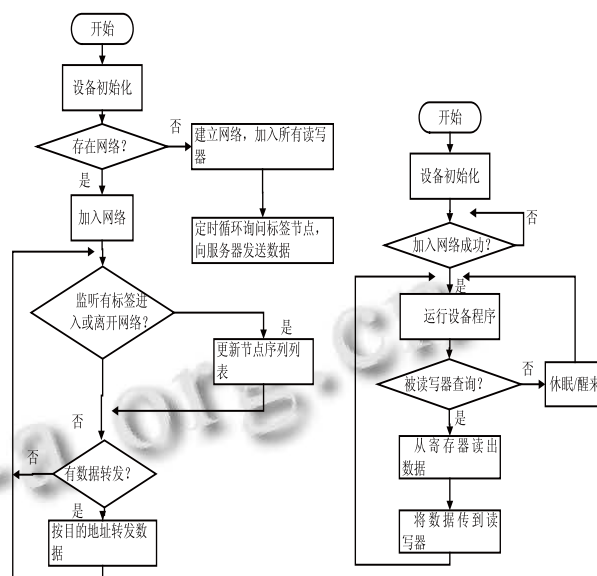 开始
设备初始化
存在网络？
否
是
建立网络，加入所有读写
器
定时循环询问标签节点，
向服务器发送数据
加入网络
监听有标签进
入或离开网络？
是
更新节点序列列
表
否
有数据转发？
否
是
按目的地址转发数
据
开始
设备初始化
加入网络成功？
否
是
运行设备程序
被读写器查询？
否
休眠/醒来
是
从寄存器读出
数据
将数据传到读
写器